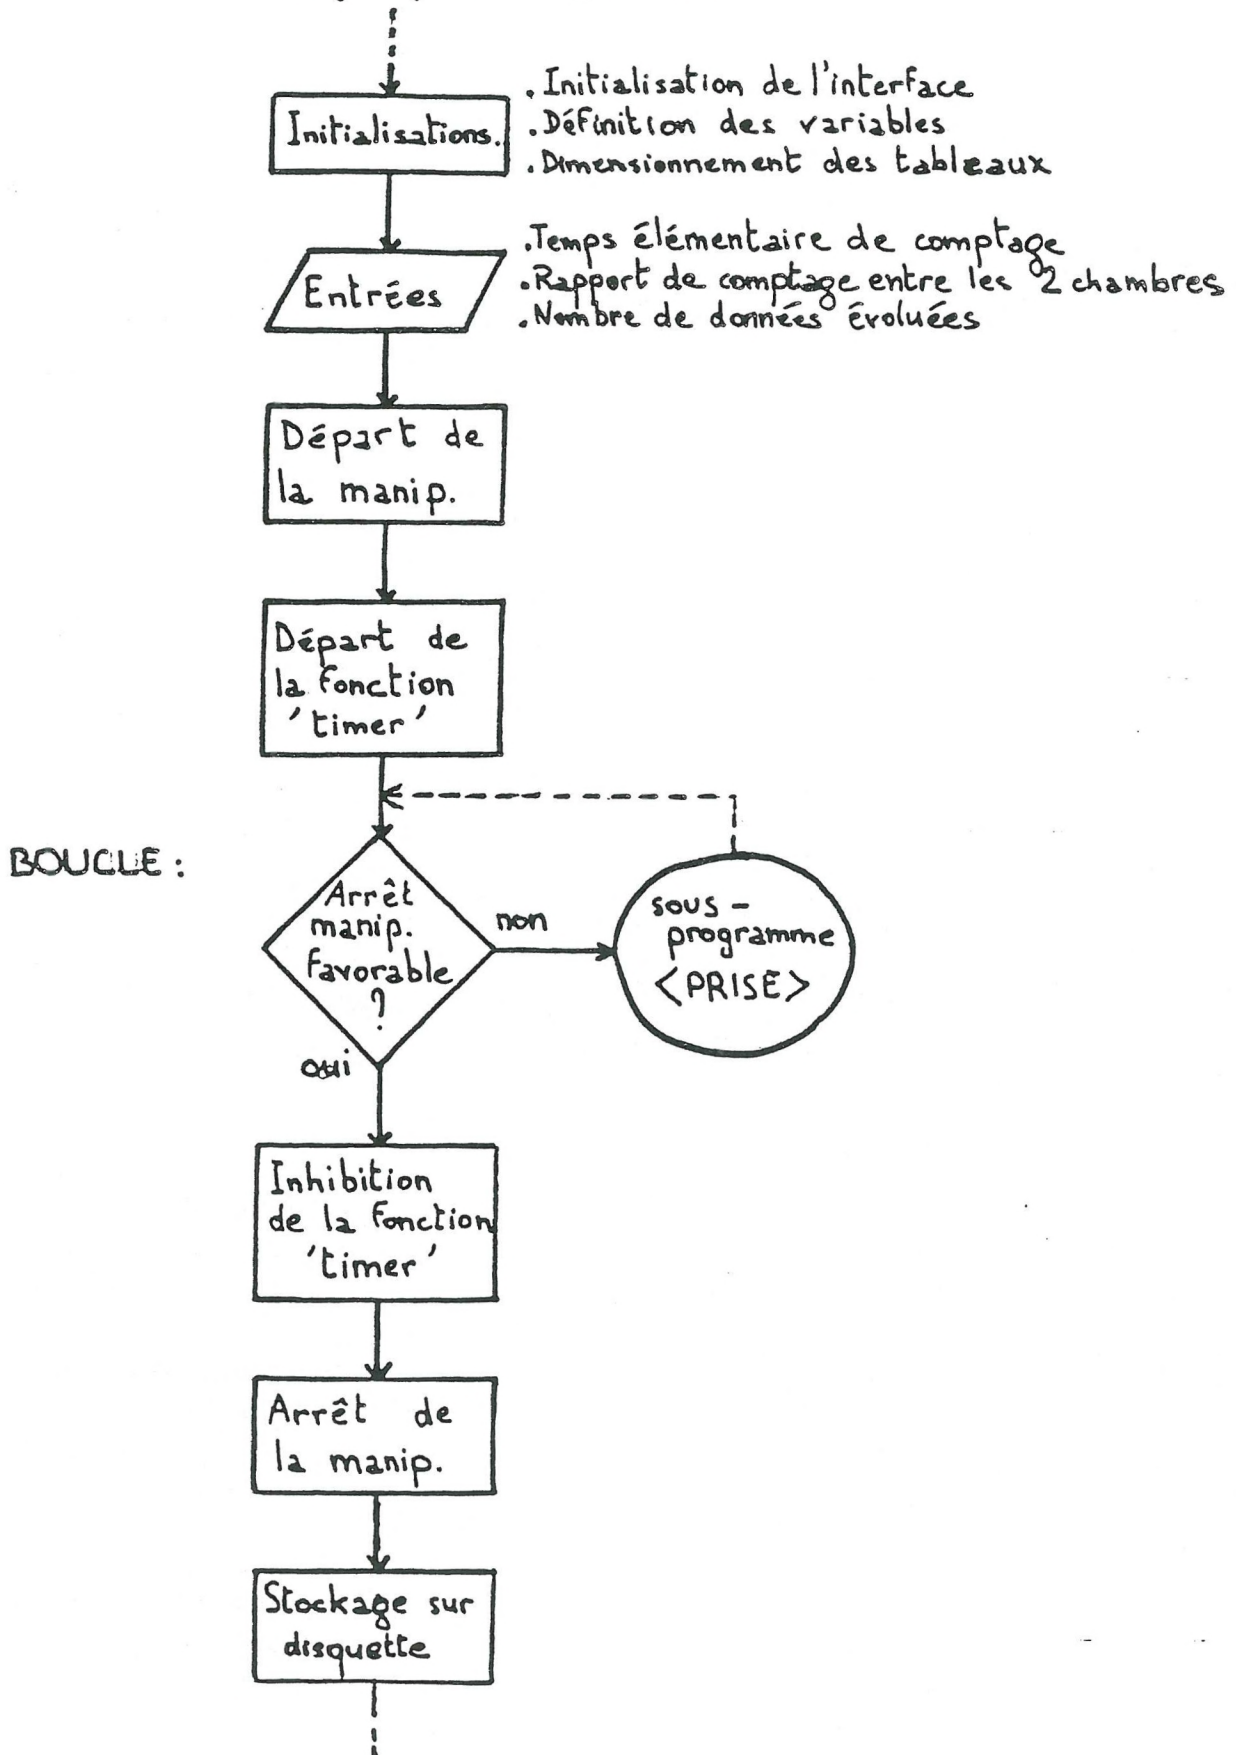 Initialisations.
. Initialisation de l'interface
. Définition des variables
. Dimensionnement des tableaux
Entrées
. Temps élémentaire de comptage
. Rapport de comptage entre les 2 chambres
. Nombre de données évoluées
Départ de
la manip.
Départ de
la fonction
'timer'
BOUCLE :
Arrêt
manip.
favorable
?
non
sous-
programme
<PRISE>
oui
Inhibition
de la fonction
'timer'
Arrêt de
la manip.
Stockage sur
disquette